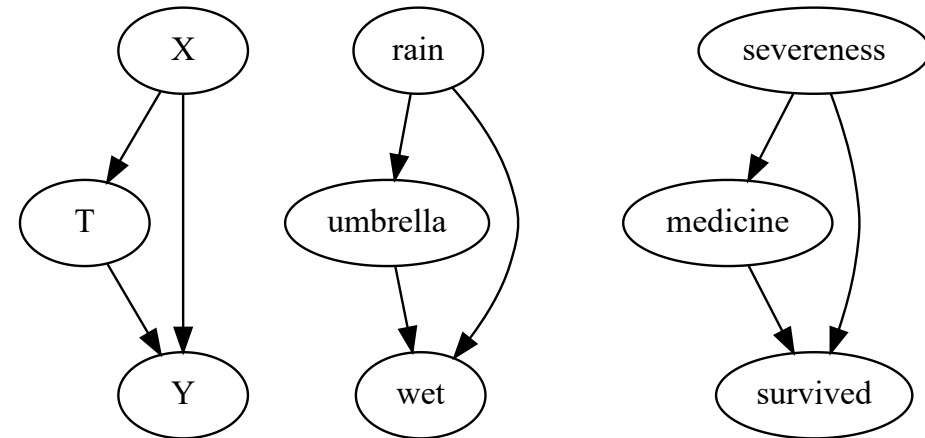 X
rain
severeness
T
umbrella
medicine
Y
wet
survived